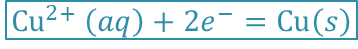 Cu²⁺ (aq) + 2e⁻ = Cu(s)